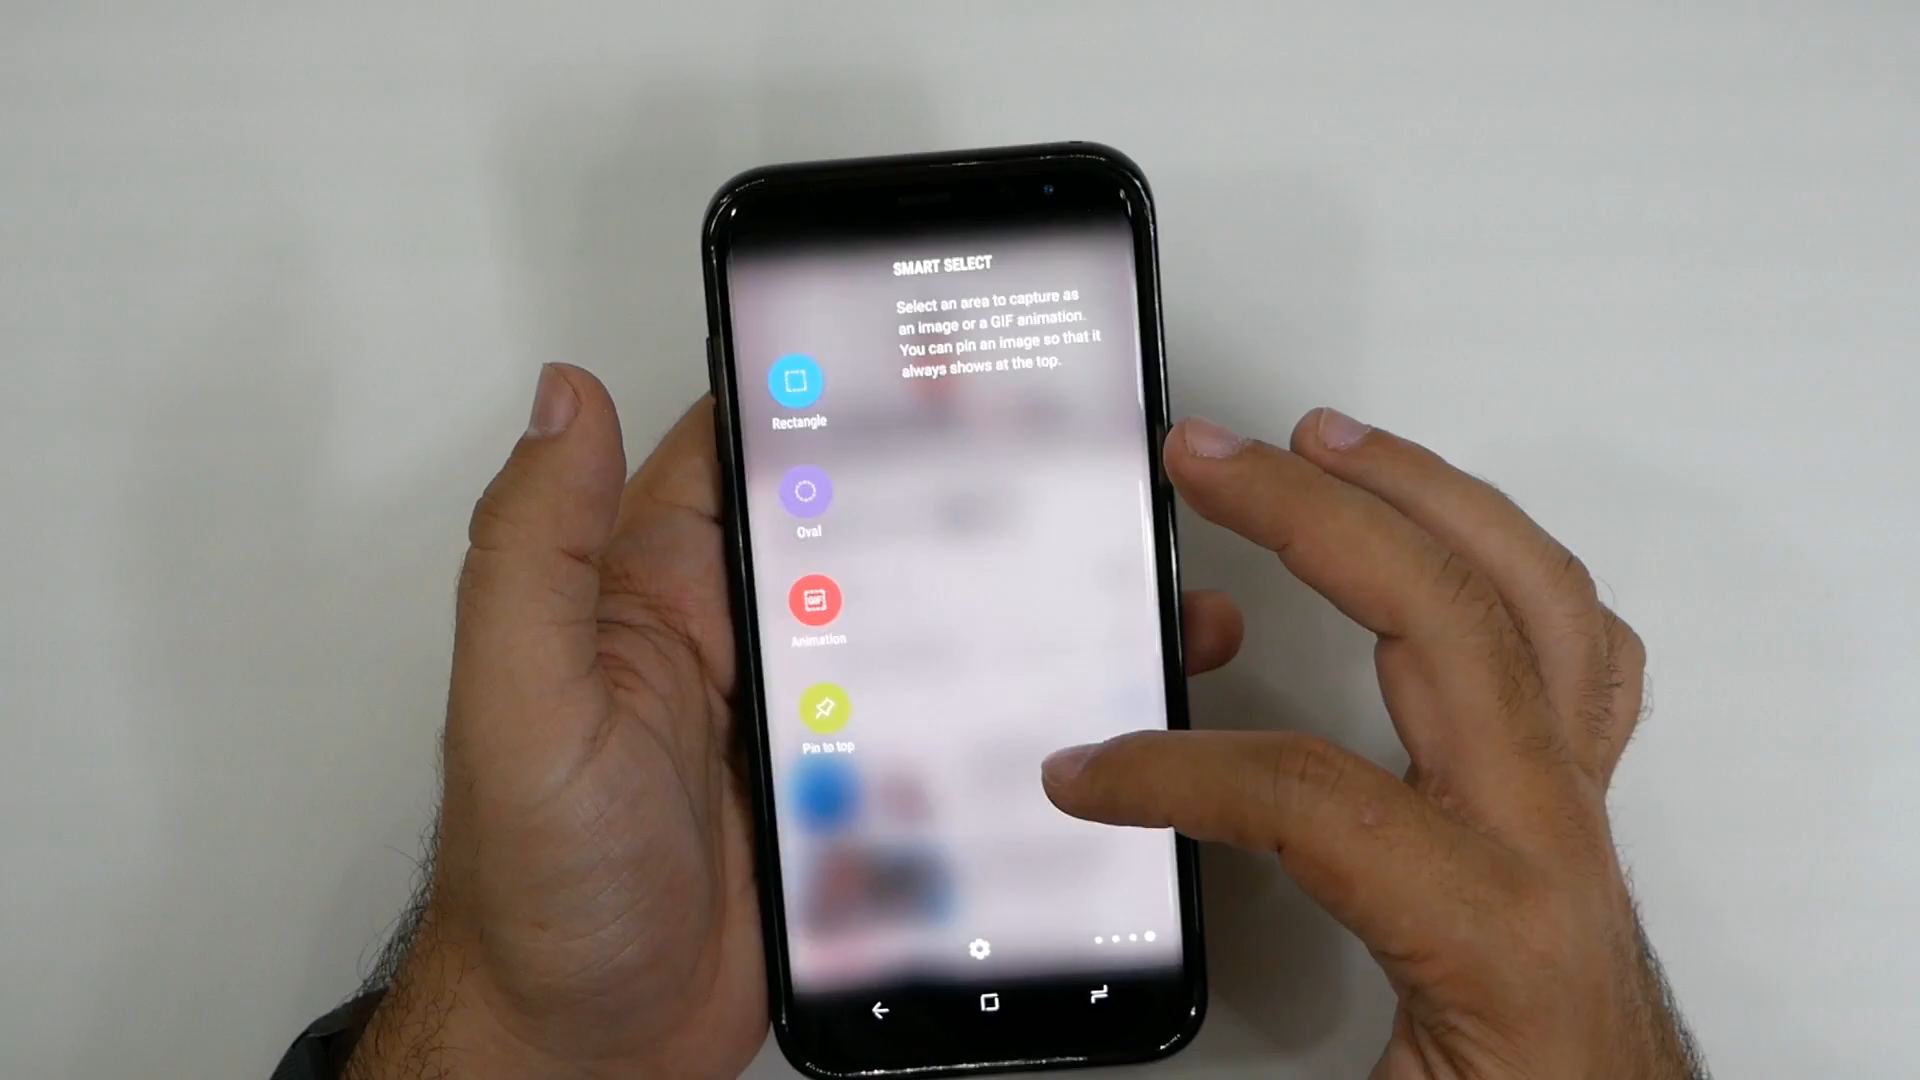 SMART SELECT
Select an area to capture as
an image or a GIF animation.
You can pin an image so that it
always shows at the top.
Rectangle
Oval
GIF
Animation
Pin to top